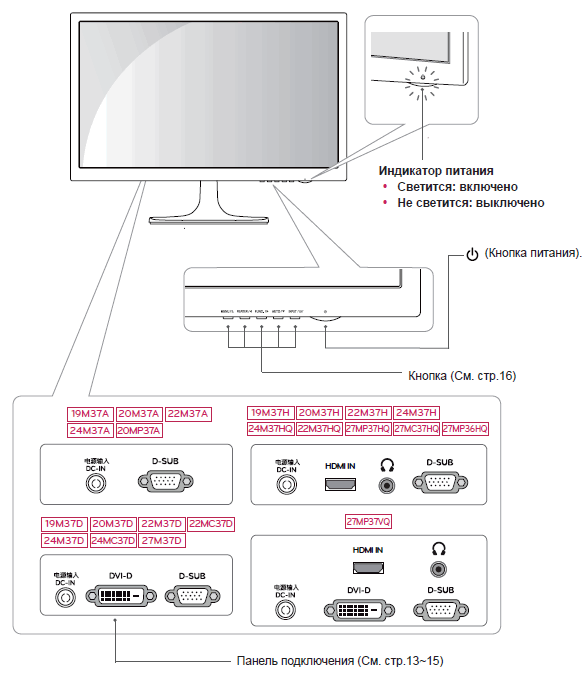 Индикатор питания
• Светится: включено
• Не светится: выключено
(Кнопка питания).
Кнопка (См. стр.16)
19M37A 20M37A 22M37A
24M37A 20MP37A
电源输入
DC-IN
D-SUB
19M37H 20M37H 22M37H 24M37H
24M37HQ 22M37HQ 27MP37HQ 27MC37HQ 27MP36HQ
电源输入
DC-IN
HDMI IN
D-SUB
19M37D 20M37D 22M37D 22MC37D
24M37D 24MC37D 27M37D
电源输入
DC-IN
DVI-D
D-SUB
27MP37VQ
HDMI IN
电源输入
DC-IN
DVI-D
D-SUB
Панель подключения (См. стр.13~15)